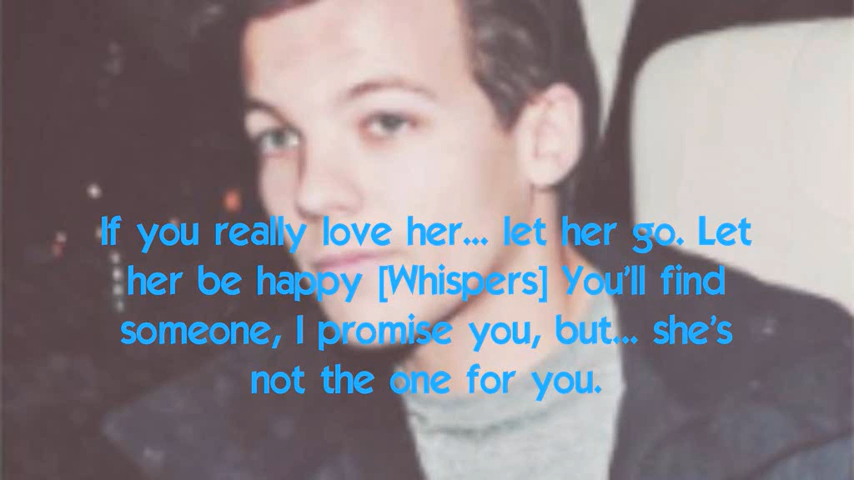 If you really love her... let her go. Let
her be happy [Whispers] You'll find
someone, I promise you, but... she's
not the one for you.